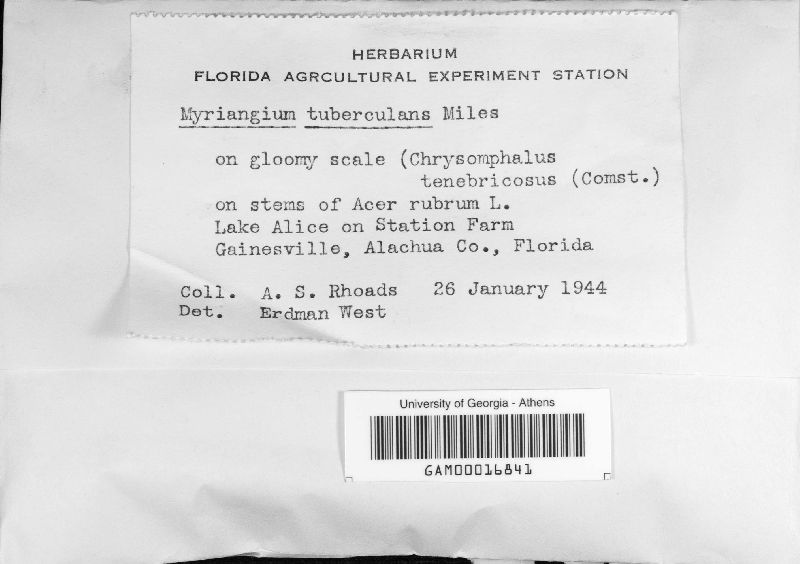 HERBARIUM
FLORIDA AGRCULTURAL EXPERIMENT STATION
Myriangium tuberculans Miles
on gloomy scale (Chrysomphalus
tenebricosus (Comst.)
on stems of Acer rubrum L.
Lake Alice on Station Farm
Gainesville, Alachua Co., Florida
Coll. A. S. Rhoads 26 January 1944
Det. Erdman West
University of Georgia - Athens
GAM00016841